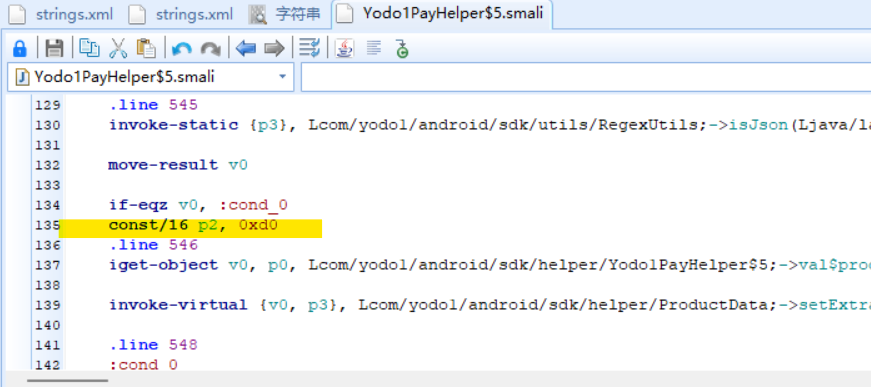 strings.xml strings.xml 字符串 Yodo1PayHelper$5.smali
Yodo1PayHelper$5.smali
129 .line 545
130 invoke-static {p3}, Lcom/yodo1/android/sdk/utils/RegexUtils;->isJson(Ljava/la
131
132 move-result v0
133
134 if-eqz v0, :cond_0
135 const/16 p2, 0xd0
136 .line 546
137 iget-object v0, p0, Lcom/yodo1/android/sdk/helper/Yodo1PayHelper$5;->val$pro
138
139 invoke-virtual {v0, p3}, Lcom/yodo1/android/sdk/helper/ProductData;->setExtra
140
141 .line 548
142 :cond_0